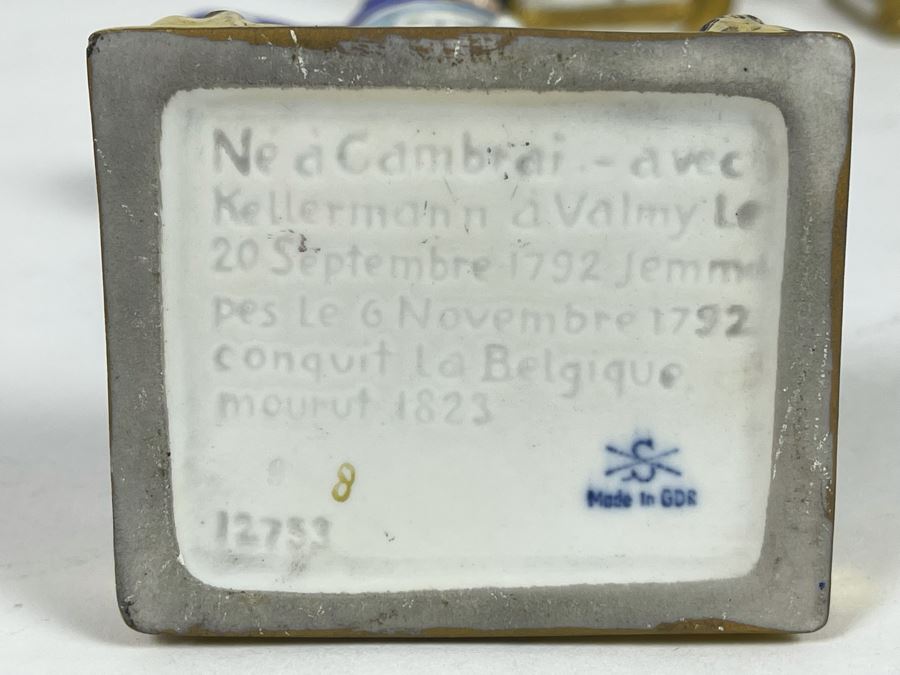 Né à Cambrai - avec
Kellermann à Valmy Le
20 Septembre 1792 Jemma
pes Le 6 Novembre 1792
conquit la Belgique
mourut 1823
8
S
Made in GDR
12753